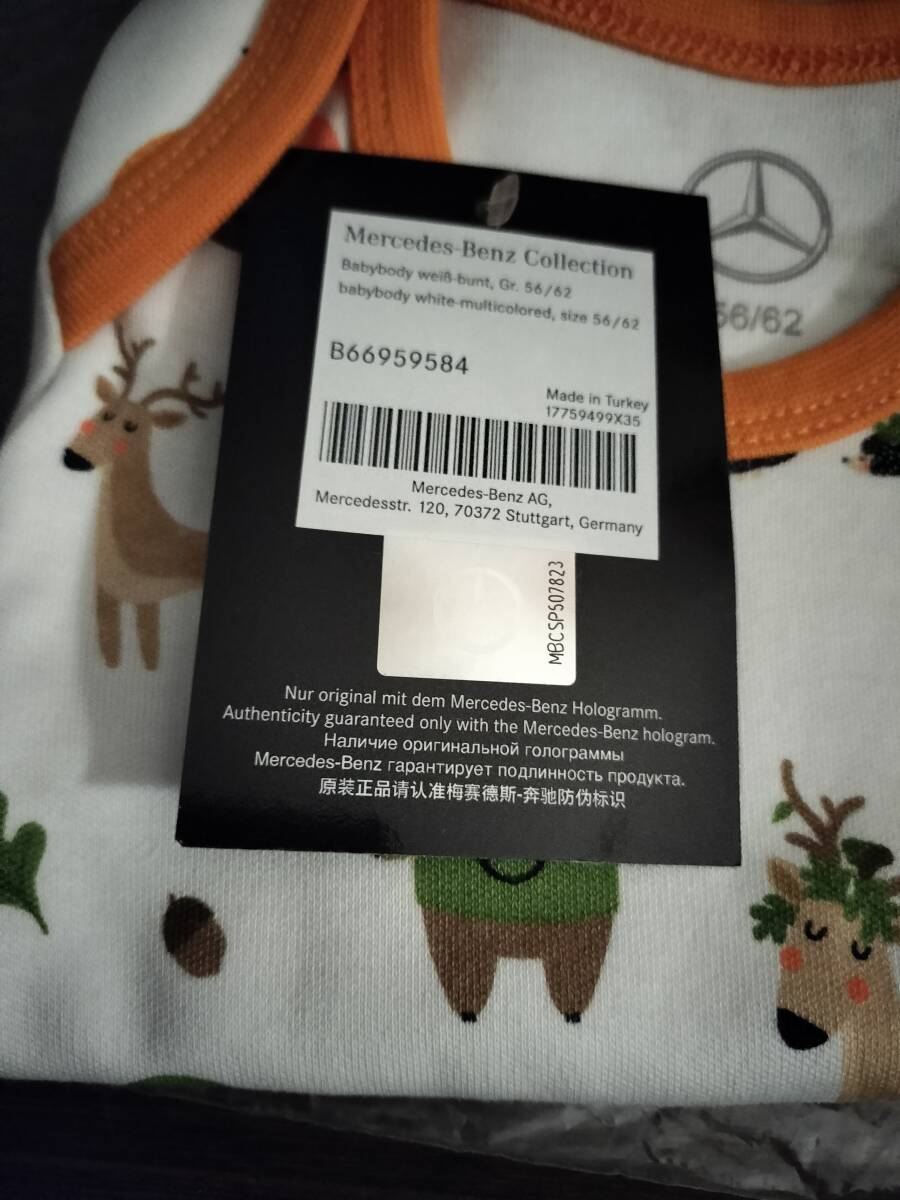 Mercedes-Benz Collection
Babybody weiß-bunt, Gr. 56/62
babybody white-multicolored, size 56/62
B66959584
Made in Turkey
17759499X35
Mercedes-Benz AG,
Mercedesstr. 120, 70372 Stuttgart, Germany
MBCSP507823
Nur original mit dem Mercedes-Benz Hologramm.
Authenticity guaranteed only with the Mercedes-Benz hologram.
Наличие оригинальной голограммы
Mercedes-Benz гарантирует подлинность продукта.
原装正品请认准梅赛德斯-奔驰防伪标识
56/62